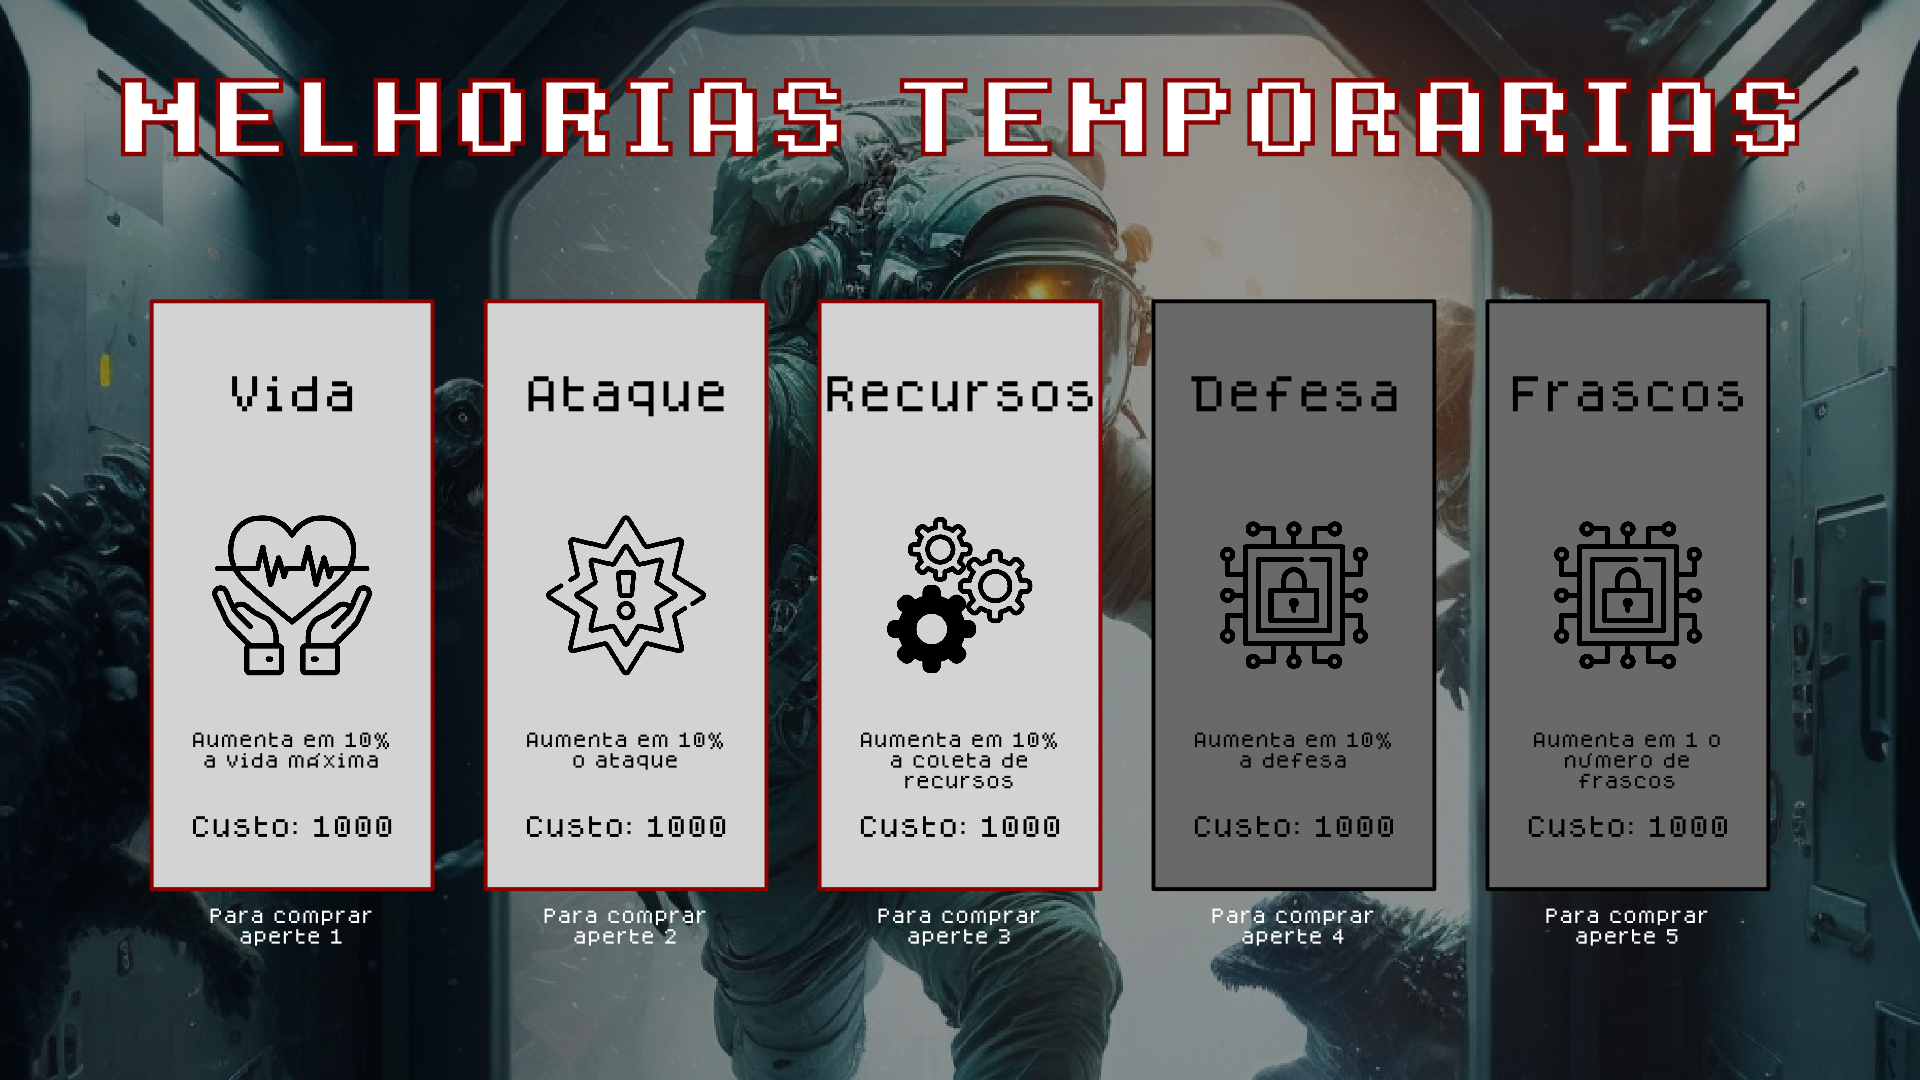 MELHORIAS TEMPORARIAS
Vida
Aumenta em 10%
a vida máxima
Custo: 1000
Para comprar
aperte 1
Ataque
Aumenta em 10%
o ataque
Custo: 1000
Para comprar
aperte 2
Recursos
Aumenta em 10%
a coleta de
recursos
Custo: 1000
Para comprar
aperte 3
Defesa
Aumenta em 10%
a defesa
Custo: 1000
Para comprar
aperte 4
Frascos
Aumenta em 1 o
número de
frascos
Custo: 1000
Para comprar
aperte 5